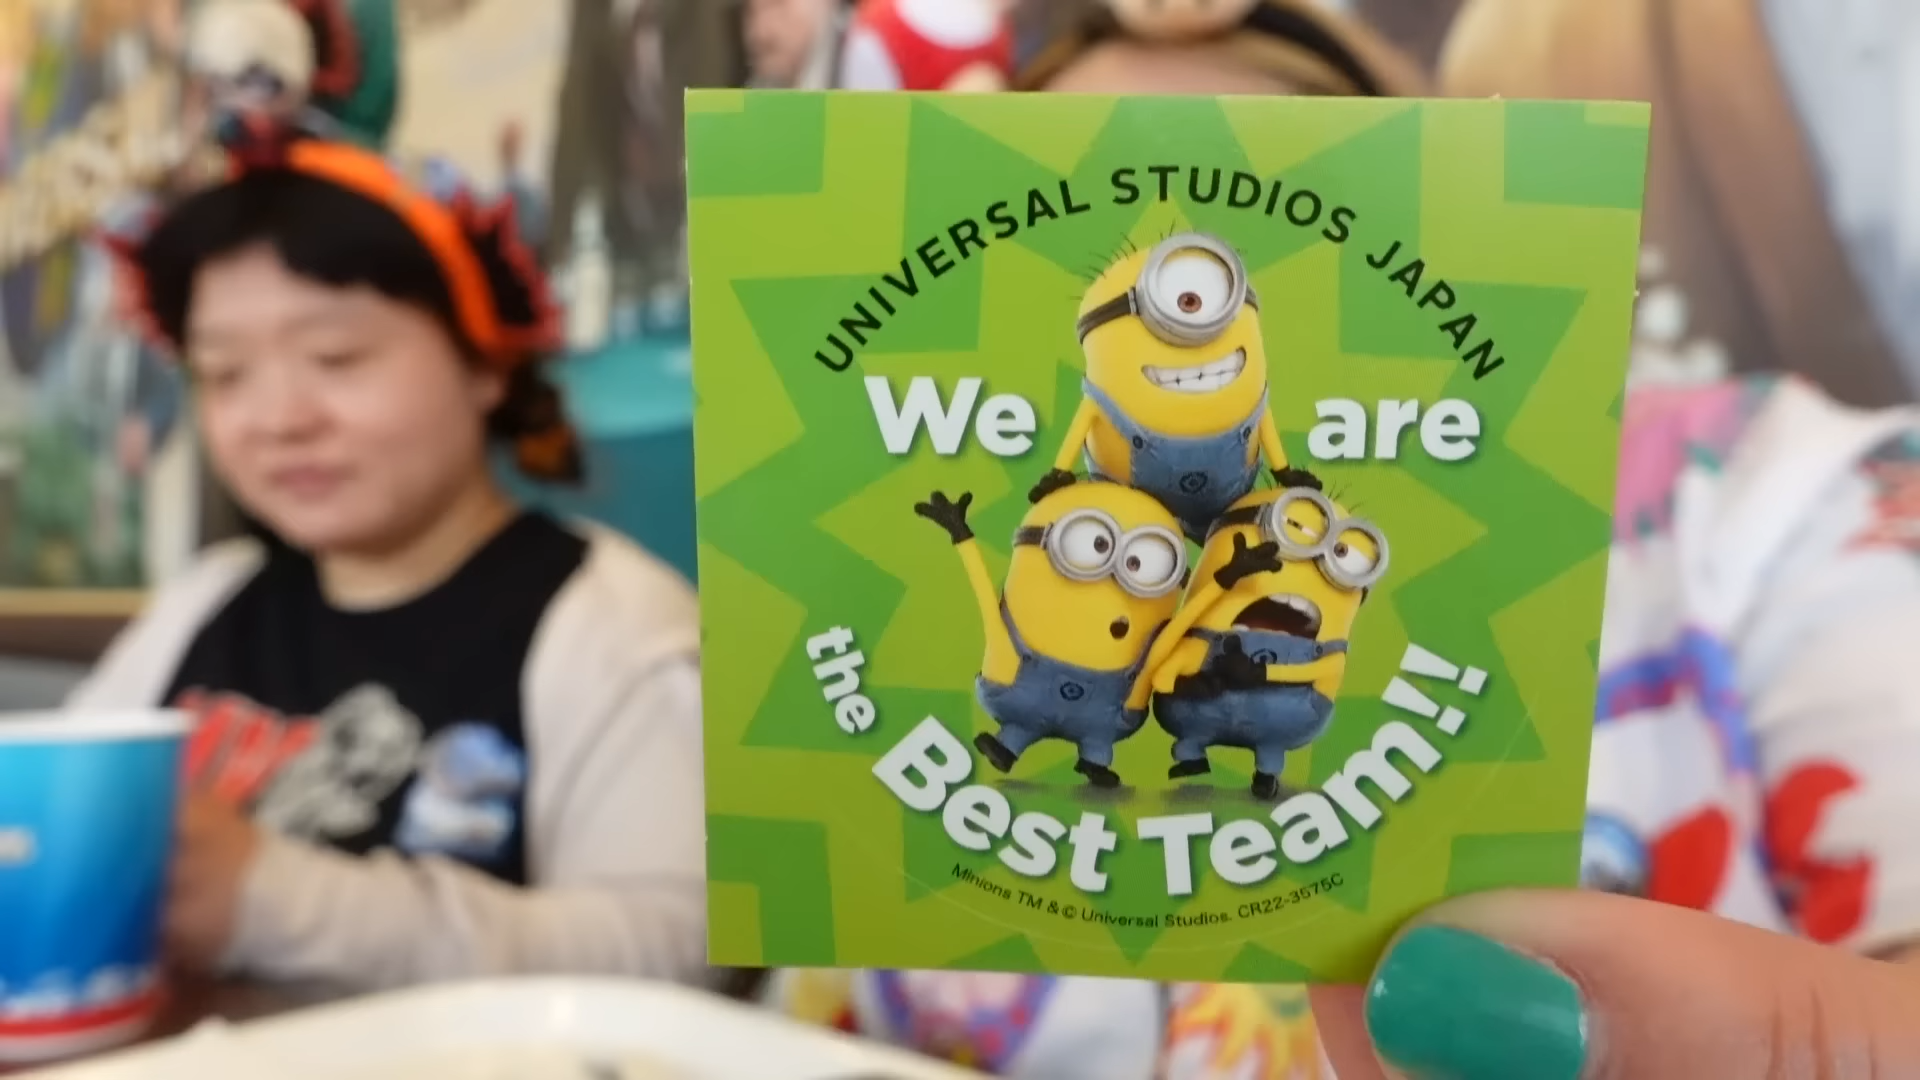 UNIVERSAL STUDIOS JAPAN
We are
the
Best Team!!
Minions TM & © Universal Studios. CR22-3575C